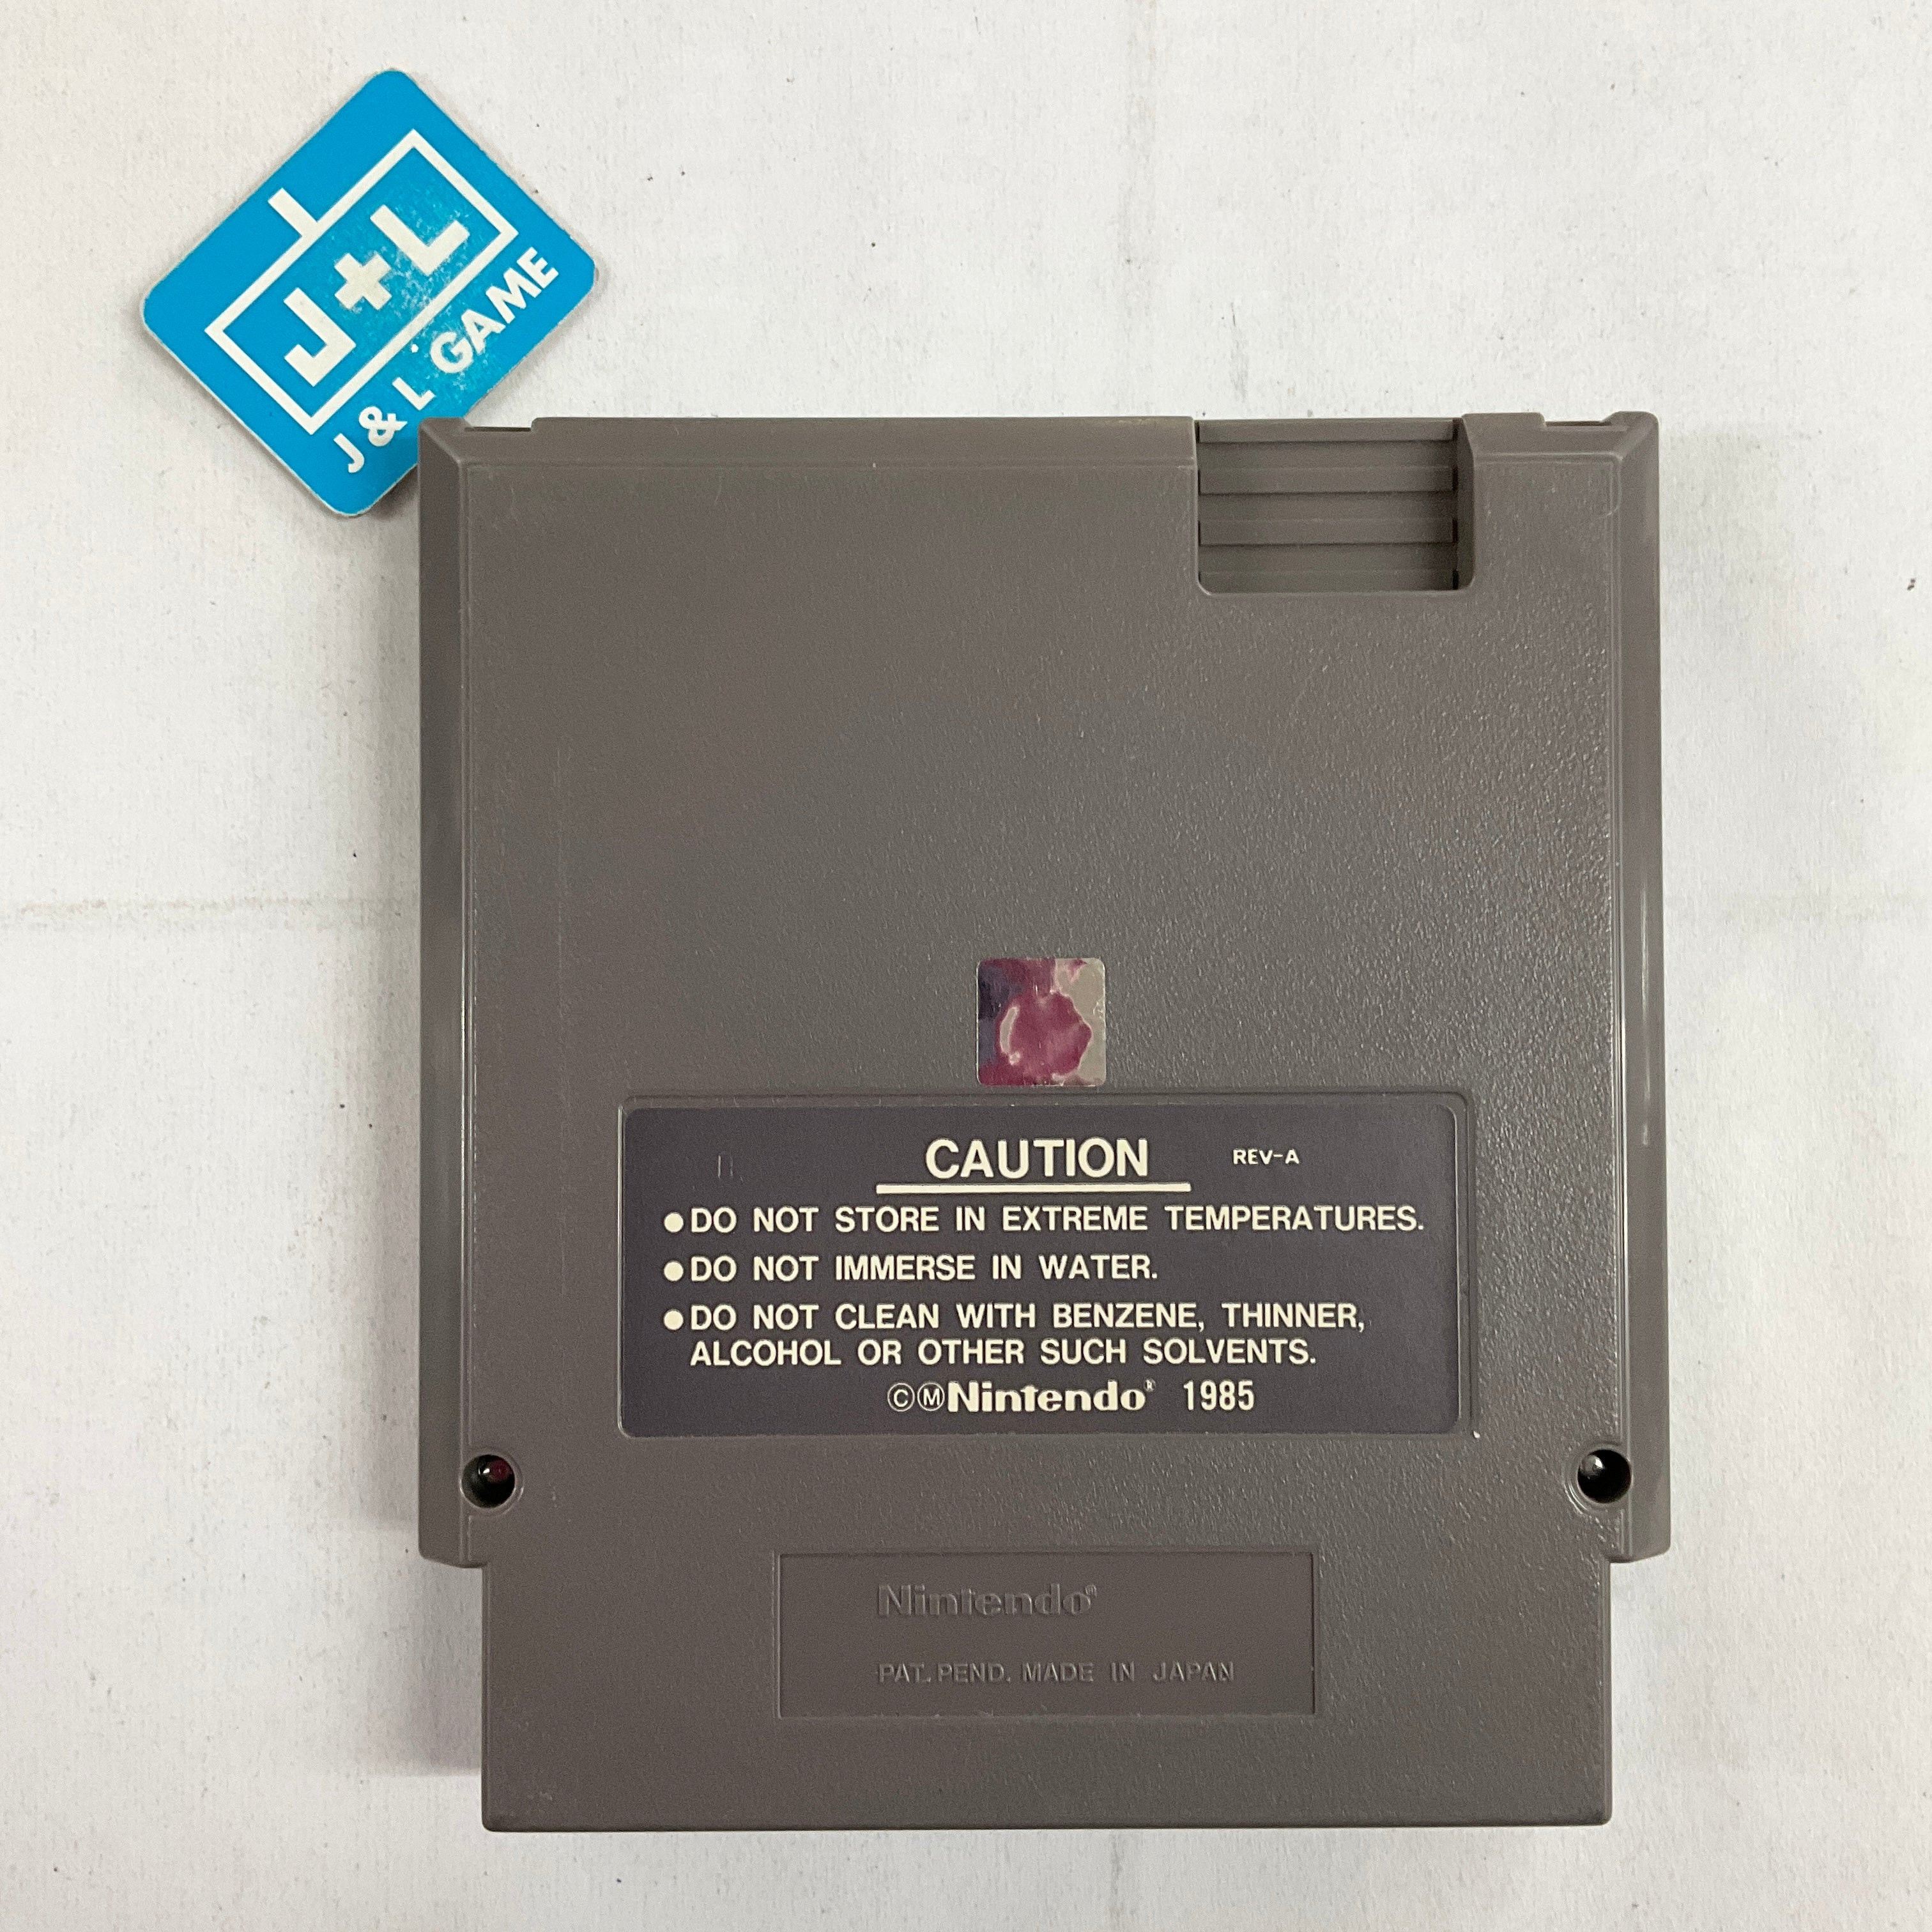 J+L
J & L GAME
CAUTION REV-A
●DO NOT STORE IN EXTREME TEMPERATURES.
●DO NOT IMMERSE IN WATER.
●DO NOT CLEAN WITH BENZENE, THINNER,
ALCOHOL OR OTHER SUCH SOLVENTS.
©ⓂNintendo® 1985
Nintendo®
PAT. PEND. MADE IN JAPAN